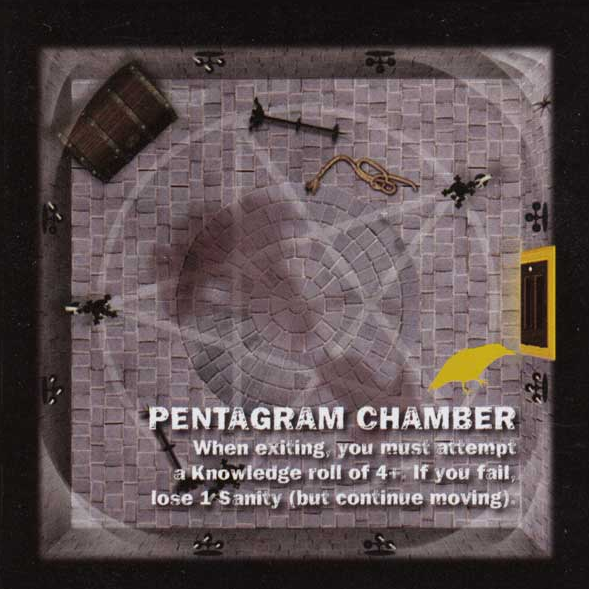 PENTAGRAM CHAMBER
When exiting, you must attempt
a Knowledge roll of 4+. If you fail,
lose 1 Sanity (but continue moving).